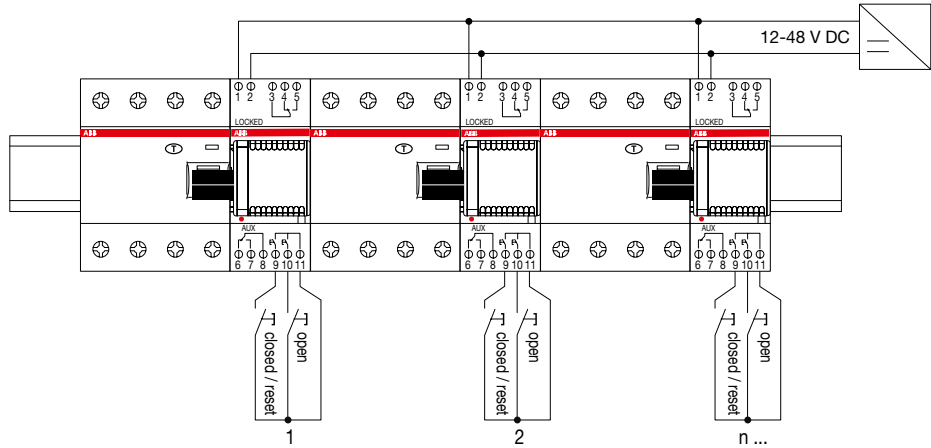 12-48 V DC
1 2 3 4 5
1 2 3 4 5
1 2 3 4 5
LOCKED
LOCKED
LOCKED
ABB ABB ABB ABB ABB ABB
T
T
T
AUX
AUX
AUX
6 7 8 9 10 11
6 7 8 9 10 11
6 7 8 9 10 11
closed / reset
open
closed / reset
open
closed / reset
open
1
2
n ...